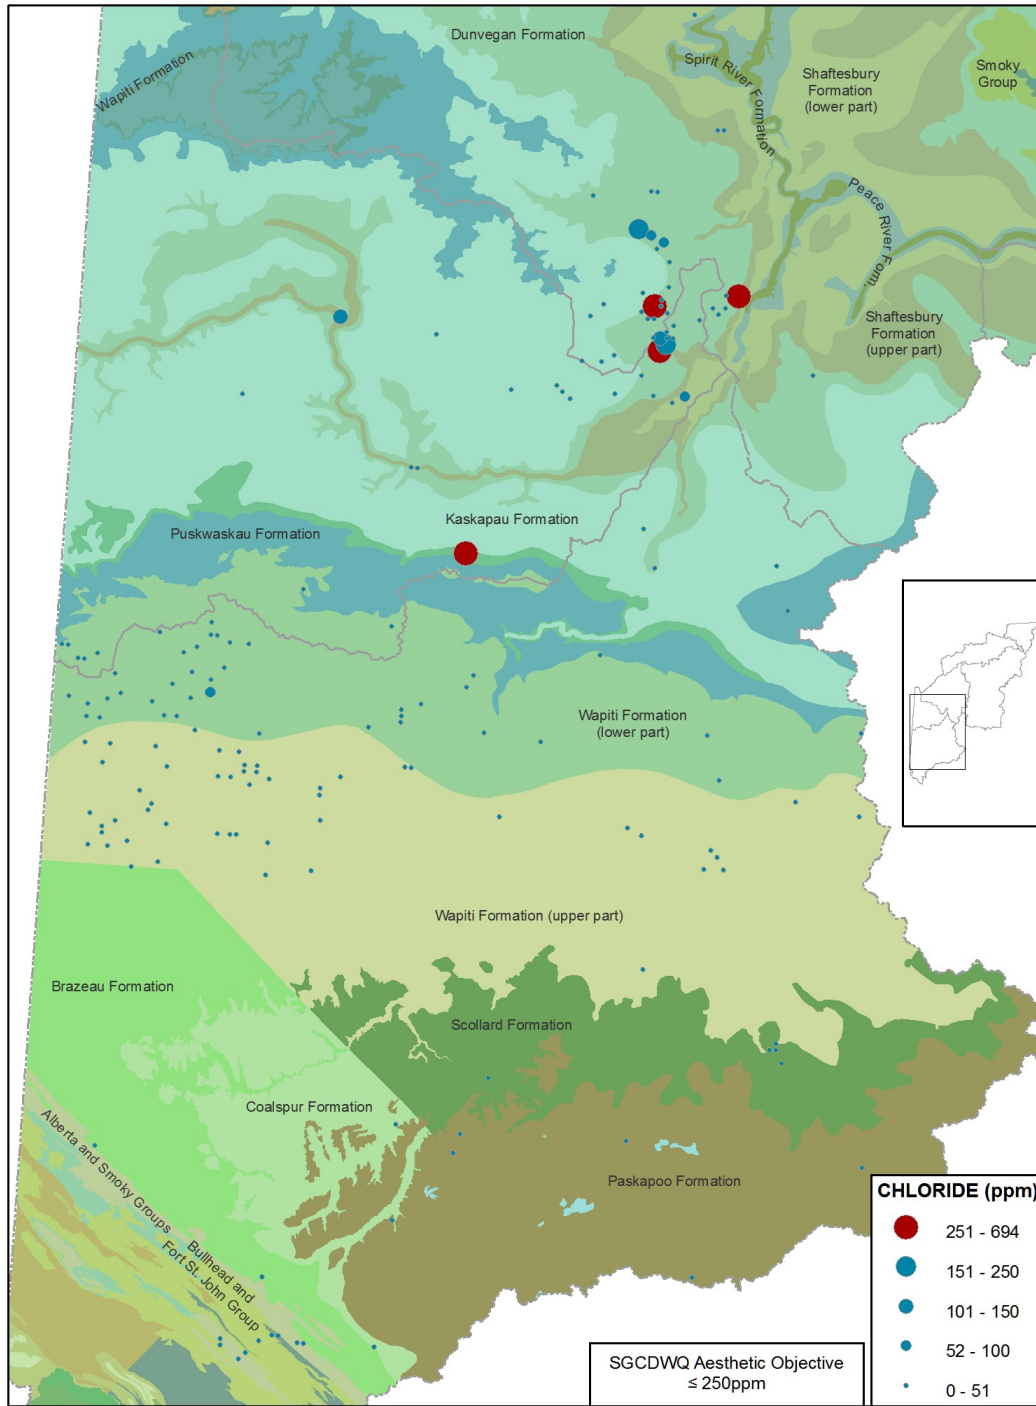 Dunvegan Formation
Wapiti Formation
Spirit River Formation
Shaftesbury
Formation
(lower part)
Smoky
Group
Peace River Form.
Shaftesbury
Formation
(upper part)
Kaskapau Formation
Puskwaskau Formation
Wapiti Formation
(lower part)
Wapiti Formation (upper part)
Brazeau Formation
Scollard Formation
Coalspur Formation
Alberta and Smoky Groups
Bullhead and
Fort St. John Group
Paskapoo Formation
CHLORIDE (ppm)
251 - 694
151 - 250
101 - 150
52 - 100
0 - 51
SGCDWQ Aesthetic Objective
≤ 250ppm